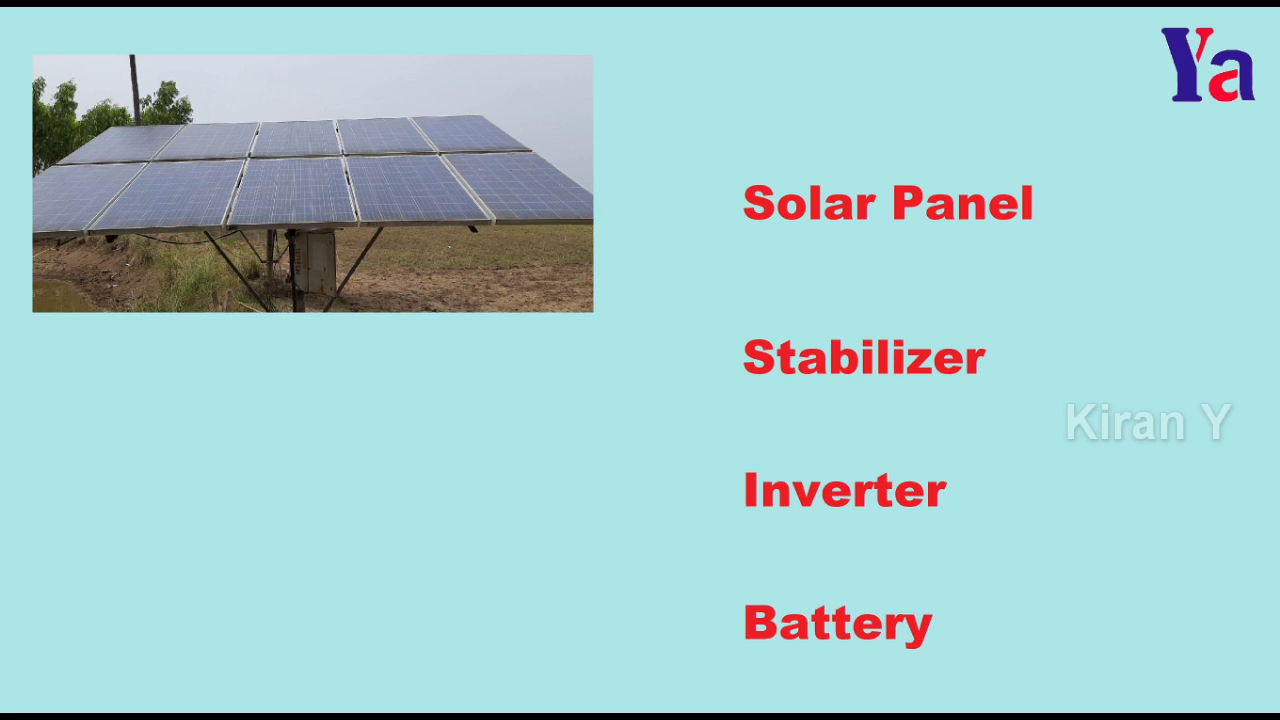 Ya
Solar Panel
Stabilizer
Kiran Y
Inverter
Battery